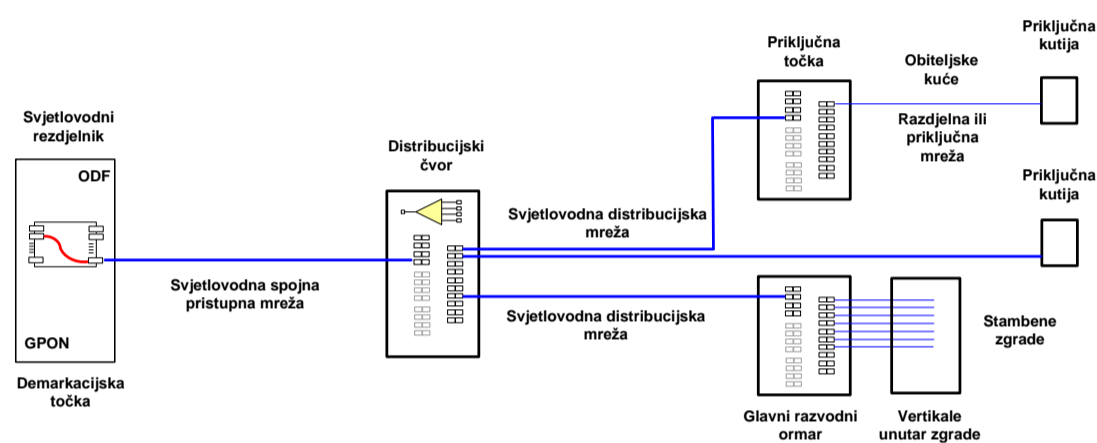 Svjetlovodni
rezdjelnik
ODF
GPON
Demarkacijska
točka
Svjetlovodna spojna
pristupna mreža
Distribucijski
čvor
Svjetlovodna distribucijska
mreža
Svjetlovodna distribucijska
mreža
Priključna
točka
Obiteljske
kuće
Razdjelna ili
priključna
mreža
Priključna
kutija
Priključna
kutija
Stambene
zgrade
Glavni razvodni
ormar
Vertikale
unutar zgrade